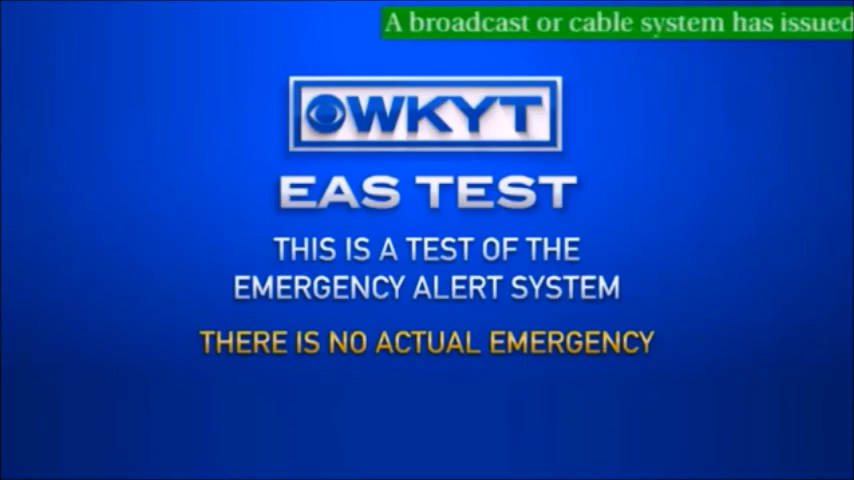 A broadcast or cable system has issued
WKYT
EAS TEST
THIS IS A TEST OF THE
EMERGENCY ALERT SYSTEM
THERE IS NO ACTUAL EMERGENCY